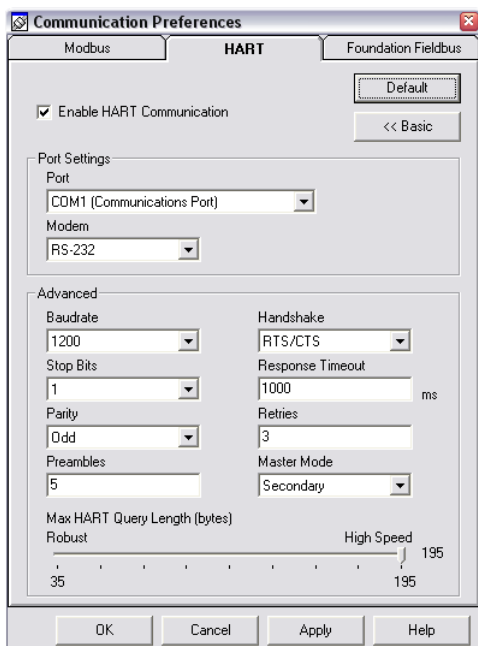 Communication Preferences
Modbus HART Foundation Fieldbus
Default
Enable HART Communication
<< Basic
Port Settings
Port
COM1 (Communications Port)
Modem
RS-232
Advanced
Baudrate Handshake
1200 RTS/CTS
Stop Bits Response Timeout
1 1000 ms
Parity Retries
Odd 3
Preambles Master Mode
5 Secondary
Max HART Query Length (bytes)
Robust High Speed
195
35 195
OK Cancel Apply Help